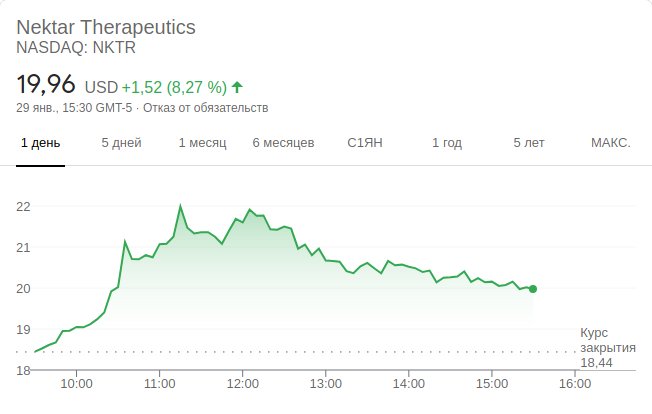 Nektar Therapeutics
NASDAQ: NKTR
19,96 USD +1,52 (8,27 %)
29 янв., 15:30 GMT-5 · Отказ от обязательств
1 день 5 дней 1 месяц 6 месяцев С1ЯН 1 год 5 лет МАКС.
22
21
20
19
Курс
закрытия
18,44
18
10:00 11:00 12:00 13:00 14:00 15:00 16:00